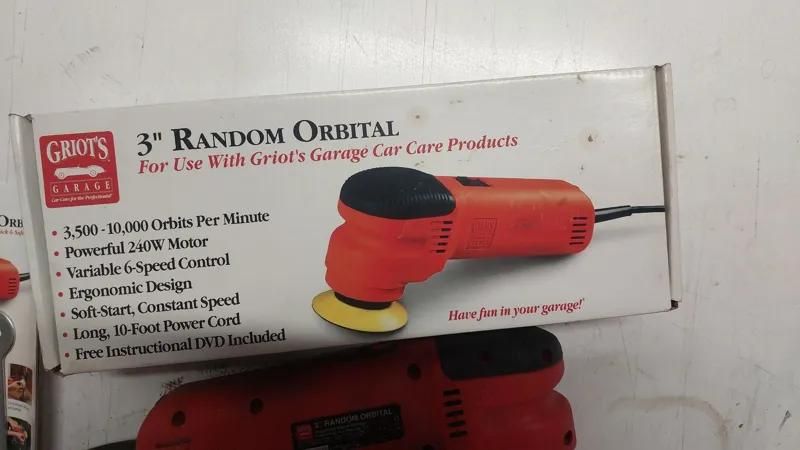 GRIOT'S
GARAGE
Car Care for the Perfectionist!
3" RANDOM ORBITAL
For Use With Griot's Garage Car Care Products
• 3,500 - 10,000 Orbits Per Minute
• Powerful 240W Motor
• Variable 6-Speed Control
• Ergonomic Design
• Soft-Start, Constant Speed
• Long, 10-Foot Power Cord
• Free Instructional DVD Included
Have fun in your garage!
3" RANDOM ORBITAL